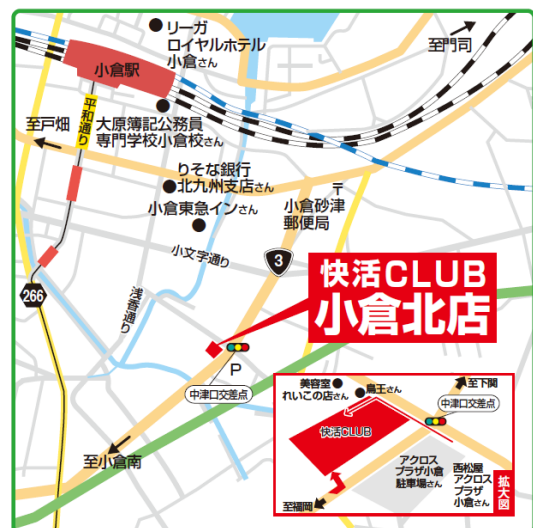 リーガ
ロイヤルホテル
小倉さん
至門司
小倉駅
平和通り
至戸畑
大原簿記公務員
専門学校小倉校さん
りそな銀行
北九州支店さん
小倉東急インさん
〒
小倉砂津
郵便局
小文字通り
3
快活CLUB
小倉北店
266
浅香通り
P
中津口交差点
至小倉南
美容室
れいこの店さん
鳥王さん
至下関
中津口交差点
快活CLUB
アクロス
プラザ小倉
駐車場さん
西松屋
アクロス
プラザ
小倉さん
至福岡
拡大図